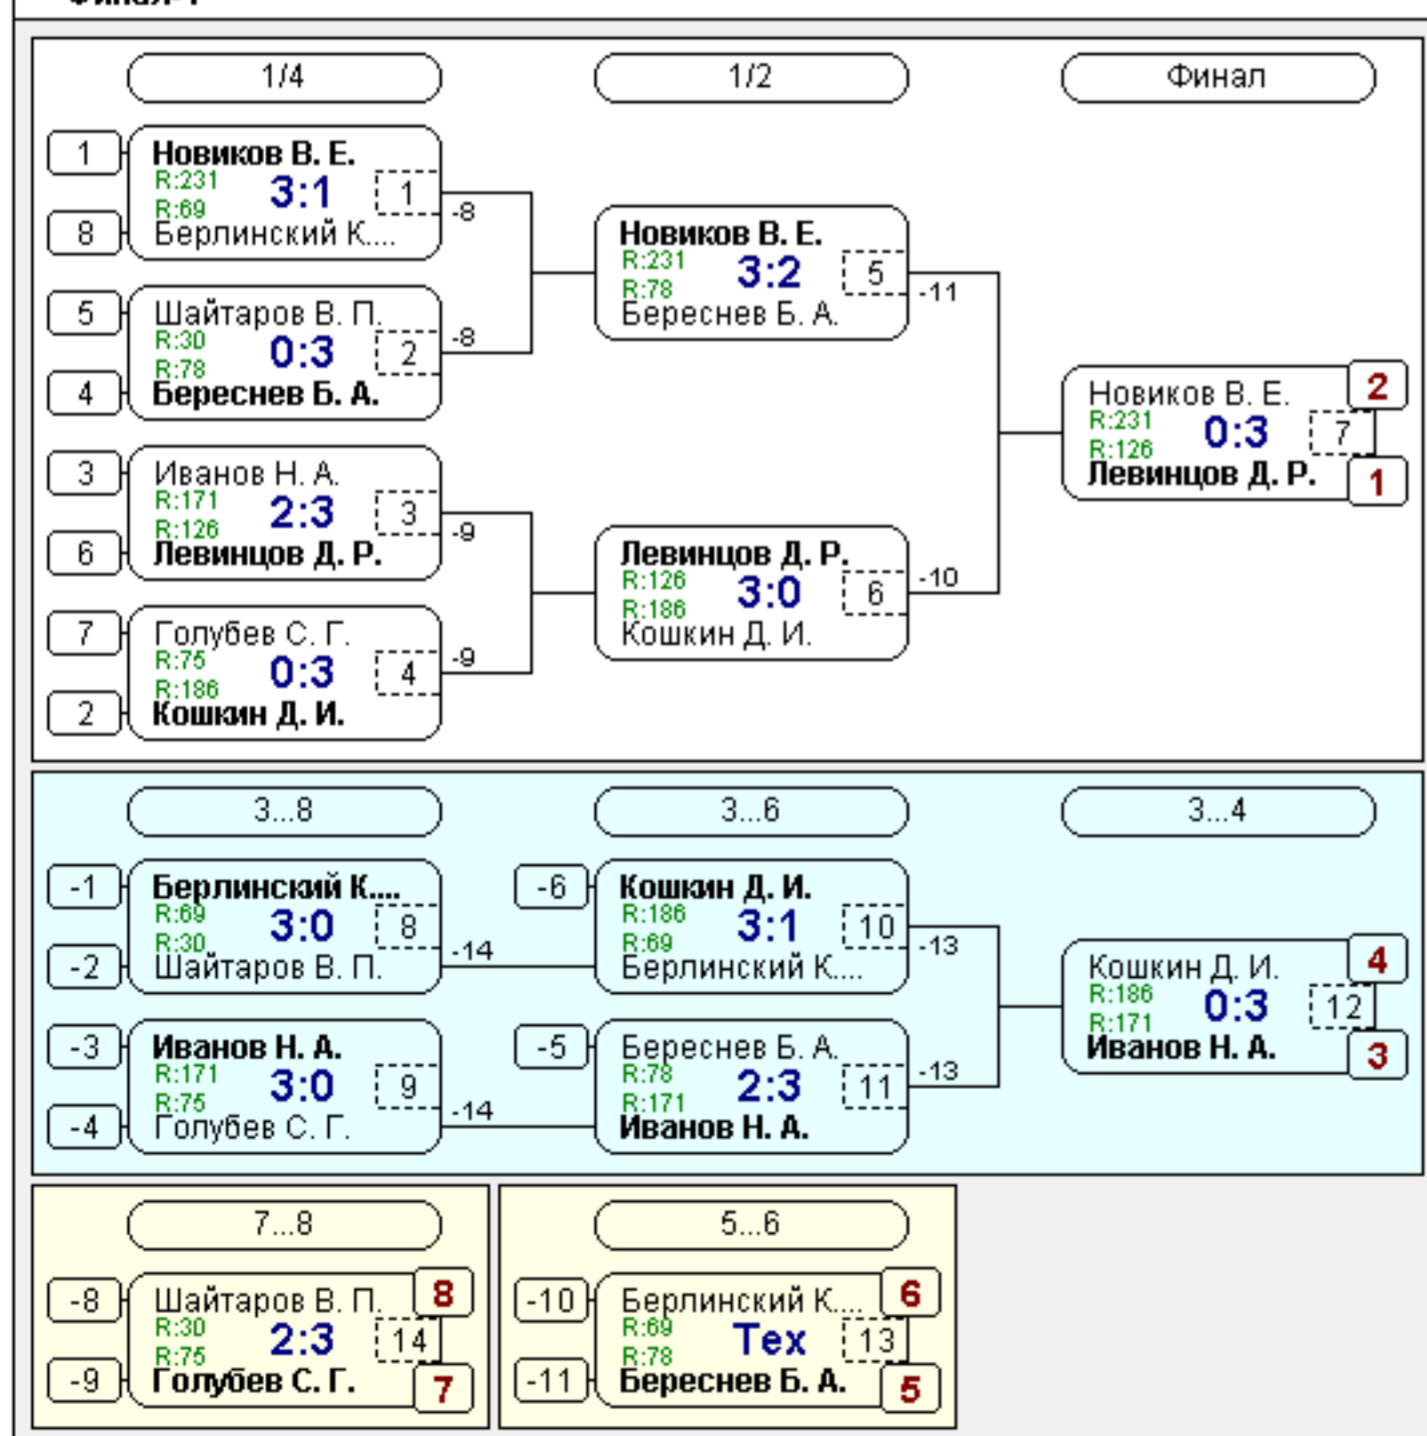 Финал-1
1/4 1/2 Финал
1 Новиков В. Е.
R:231 3:1 1
R:69
8 Берлинский К....
-8
5 Шайтаров В. П.
R:30 0:3 2
R:78
4 Береснев Б. А.
-8
3 Иванов Н. А.
R:171 2:3 3
R:126
6 Левинцов Д. Р.
-9
7 Голубев С. Г.
R:75 0:3 4
R:186
2 Кошкин Д. И.
-9
Новиков В. Е.
R:231 3:2 5
R:78
Береснев Б. А.
-11
Левинцов Д. Р.
R:126 3:0 6
R:186
Кошкин Д. И.
-10
Новиков В. Е. 2
R:231 0:3 7
R:126
Левинцов Д. Р. 1
3...8 3...6 3...4
-1 Берлинский К....
R:69 3:0 8
R:30
-2 Шайтаров В. П.
-14
-3 Иванов Н. А.
R:171 3:0 9
R:75
-4 Голубев С. Г.
-14
-6 Кошкин Д. И.
R:186 3:1 10
R:69
Берлинский К....
-13
-5 Береснев Б. А.
R:78 2:3 11
R:171
Иванов Н. А.
-13
Кошкин Д. И. 4
R:186 0:3 12
R:171
Иванов Н. А. 3
7...8
-8 Шайтаров В. П. 8
R:30 2:3 14
R:75
-9 Голубев С. Г. 7
5...6
-10 Берлинский К.... 6
R:69 Тех 13
R:78
-11 Береснев Б. А. 5